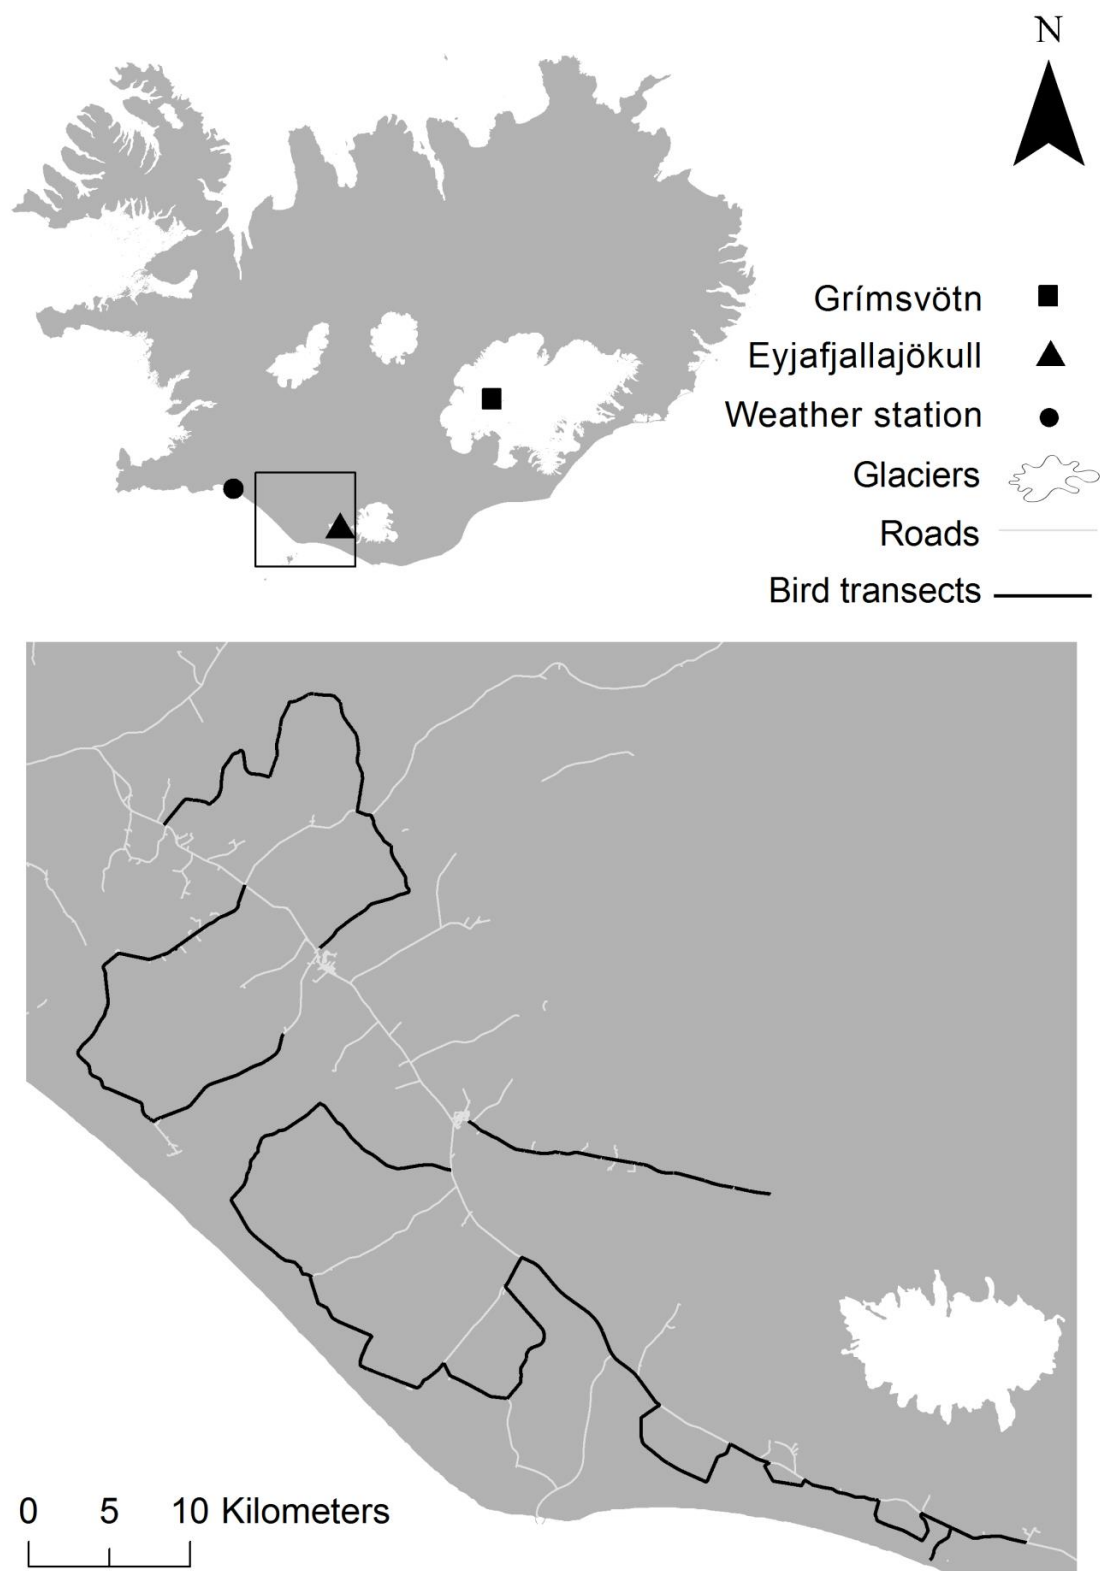 N
Grímsvötn
Eyjafjallajökull
Weather station
Glaciers
Roads
Bird transects
0 5 10 Kilometers